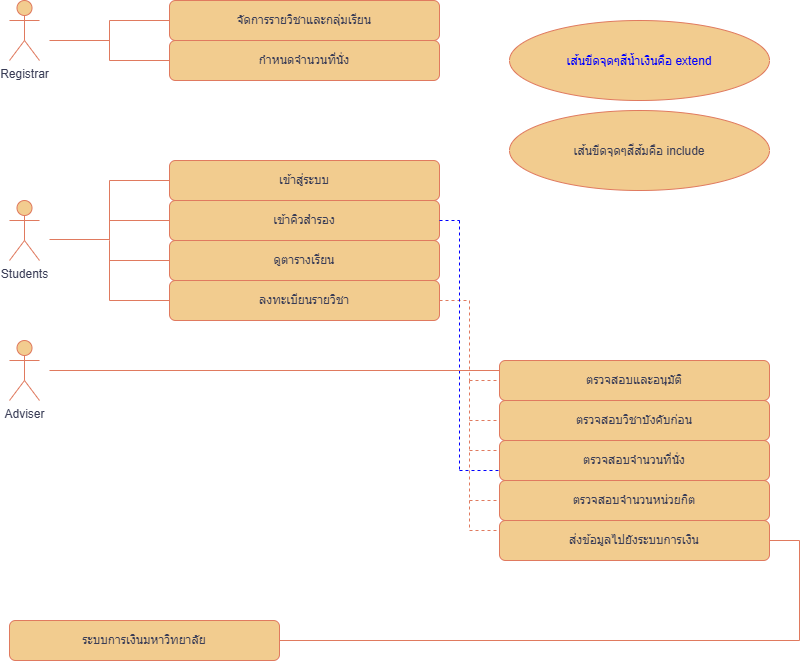 จัดการรายวิชาและกลุ่มเรียน
กำหนดจำนวนที่นั่ง
Registrar
เส้นขีดจุดๆสีน้ำเงินคือ extend
เส้นขีดจุดๆสีส้มคือ include
เข้าสู่ระบบ
เข้าคิวสำรอง
ดูตารางเรียน
ลงทะเบียนรายวิชา
Students
Adviser
ตรวจสอบและอนุมัติ
ตรวจสอบวิชาบังคับก่อน
ตรวจสอบจำนวนที่นั่ง
ตรวจสอบจำนวนหน่วยกิต
ส่งข้อมูลไปยังระบบการเงิน
ระบบการเงินมหาวิทยาลัย